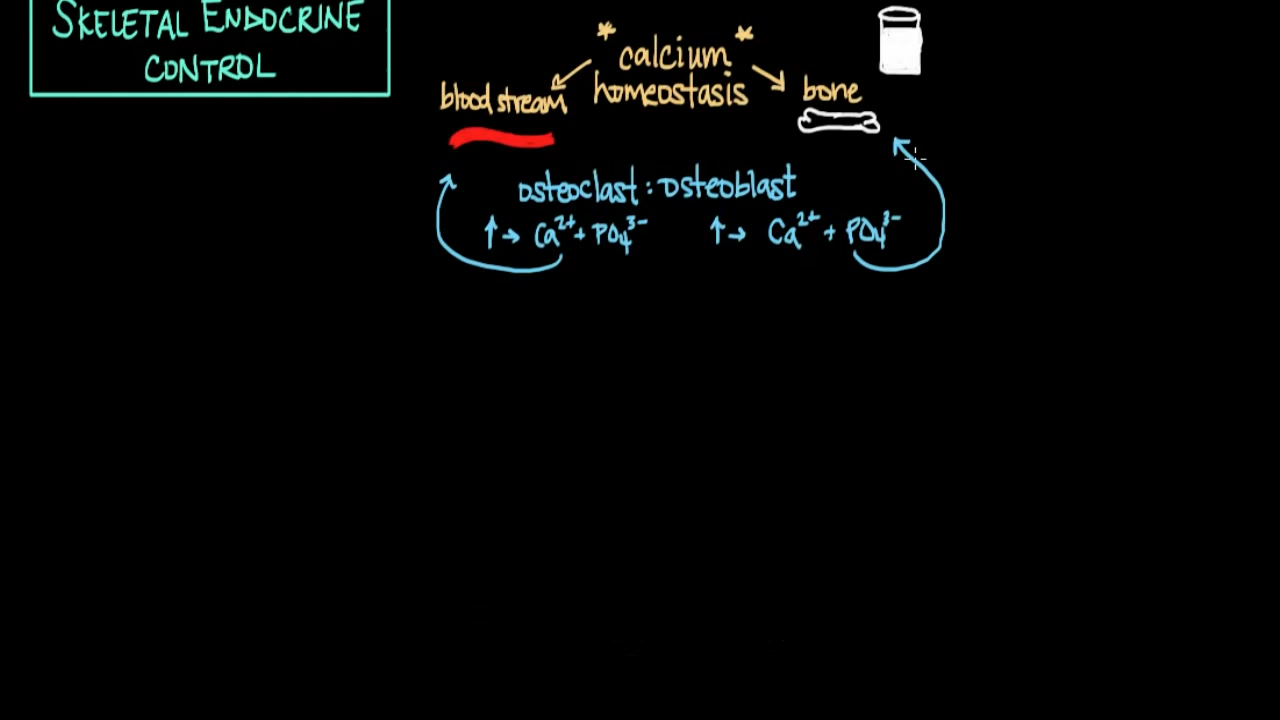 SKELETAL ENDOCRINE
CONTROL
* calcium *
homeostasis
blood stream
bone
osteoclast : osteoblast
↑ → Ca²⁺ + PO₄³⁻
↑ → Ca²⁺ + PO₄³⁻